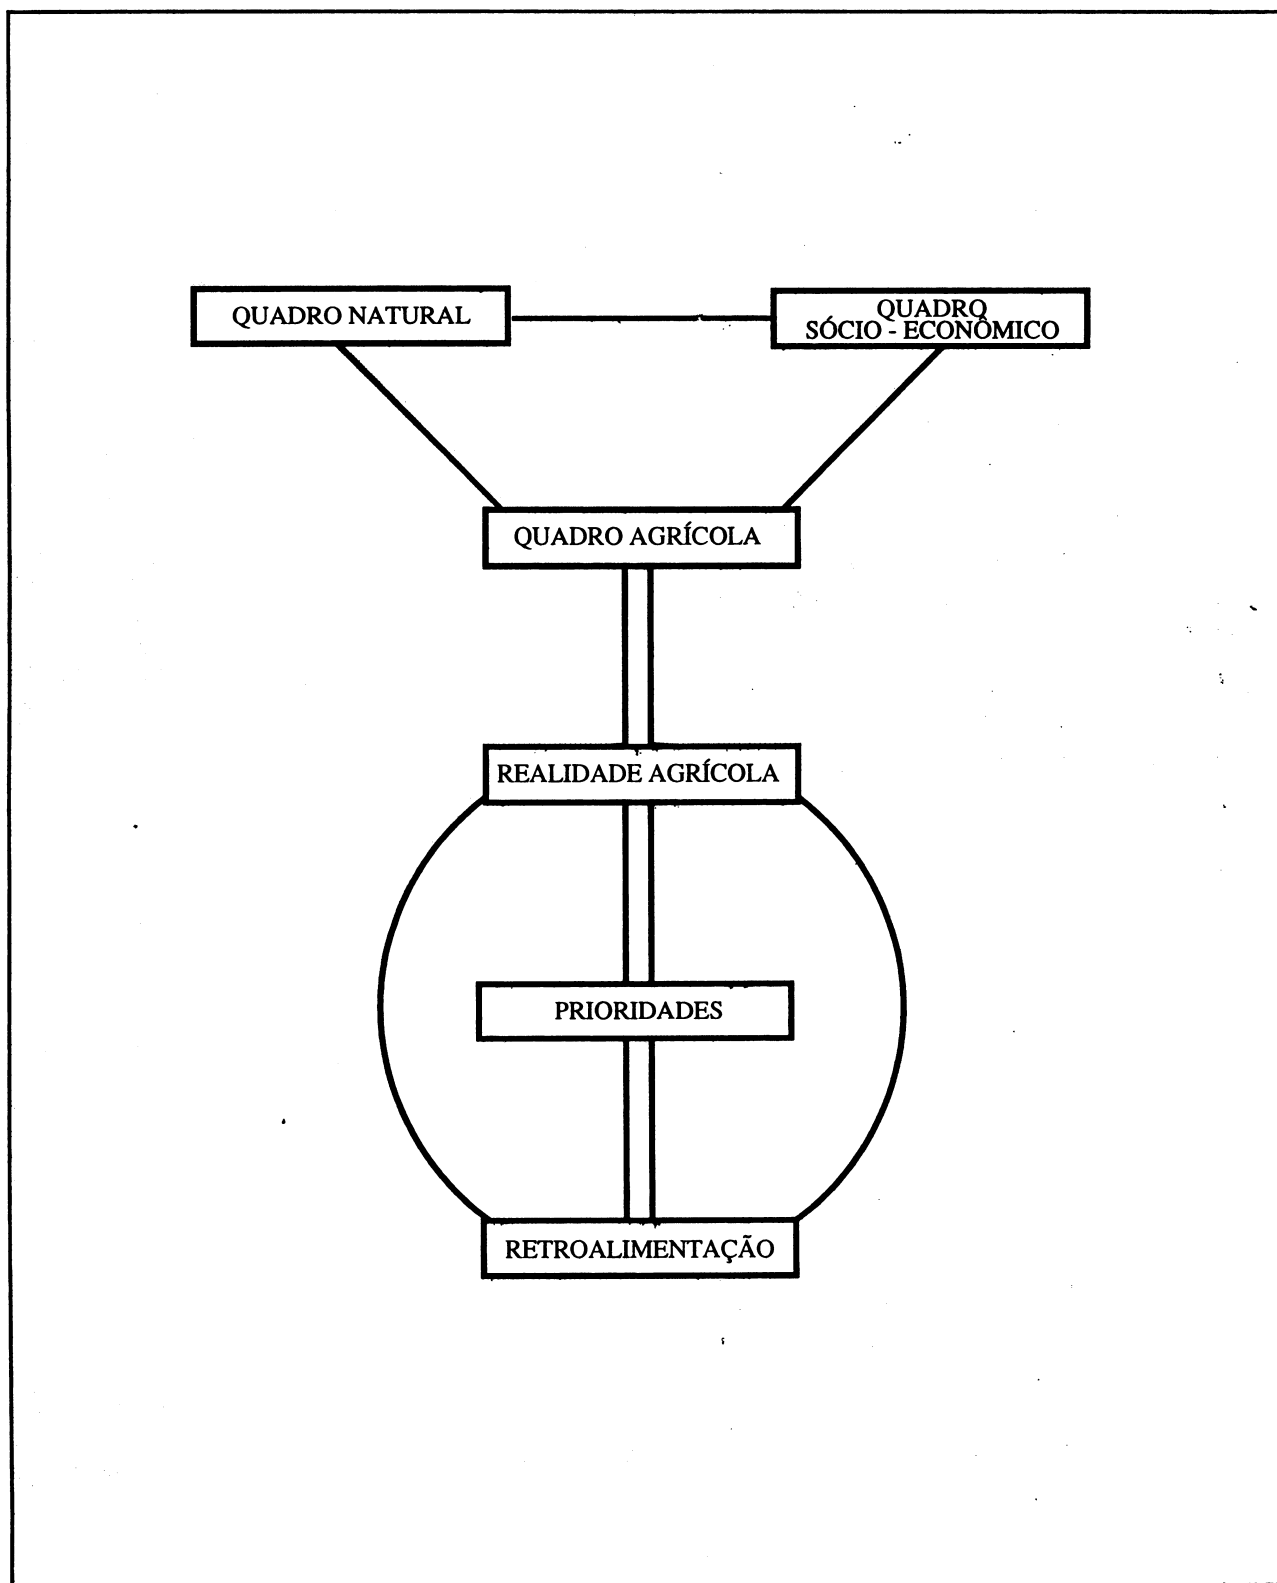 QUADRO NATURAL
QUADRO
SÓCIO - ECONÔMICO
QUADRO AGRÍCOLA
REALIDADE AGRÍCOLA
PRIORIDADES
RETROALIMENTAÇÃO